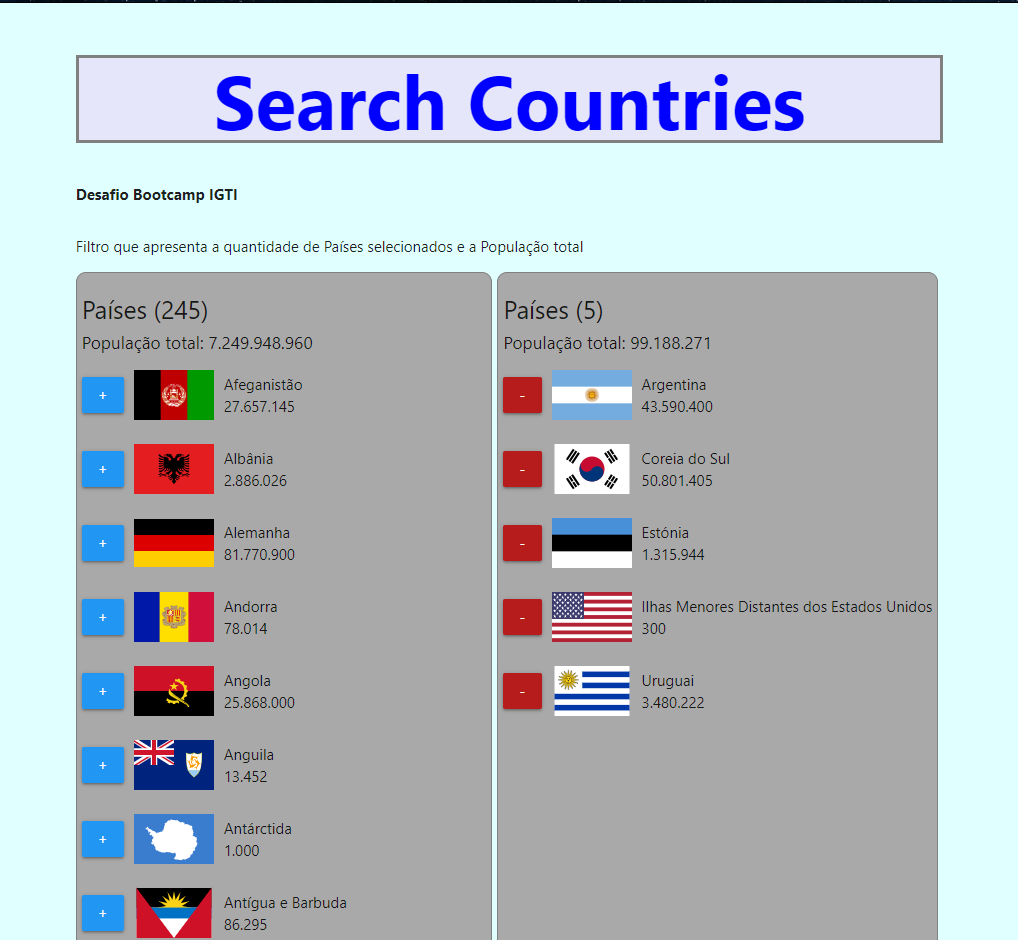 Search Countries
Desafio Bootcamp IGTI
Filtro que apresenta a quantidade de Países selecionados e a População total
Países (245)
População total: 7.249.948.960
+
Afeganistão
27.657.145
+
Albânia
2.886.026
+
Alemanha
81.770.900
+
Andorra
78.014
+
Angola
25.868.000
+
Anguila
13.452
+
Antárctida
1.000
+
Antígua e Barbuda
86.295
Países (5)
População total: 99.188.271
-
Argentina
43.590.400
-
Coreia do Sul
50.801.405
-
Estónia
1.315.944
-
Ilhas Menores Distantes dos Estados Unidos
300
-
Uruguai
3.480.222